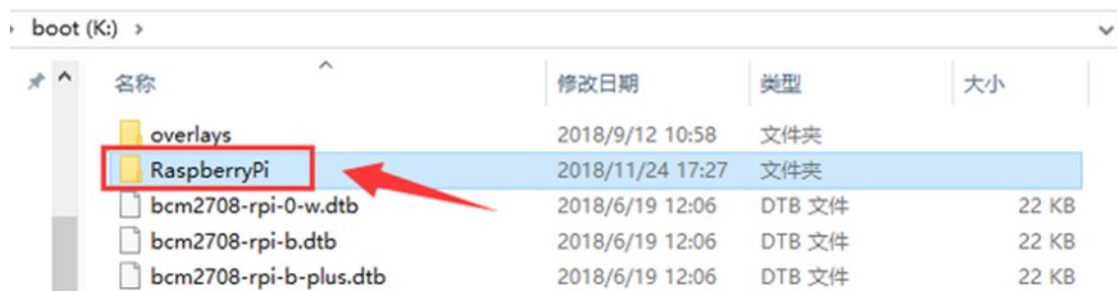 boot (K:)
名称 修改日期 类型 大小
overlays 2018/9/12 10:58 文件夹
RaspberryPi 2018/11/24 17:27 文件夹
bcm2708-rpi-0-w.dtb 2018/6/19 12:06 DTB 文件 22 KB
bcm2708-rpi-b.dtb 2018/6/19 12:06 DTB 文件 22 KB
bcm2708-rpi-b-plus.dtb 2018/6/19 12:06 DTB 文件 22 KB